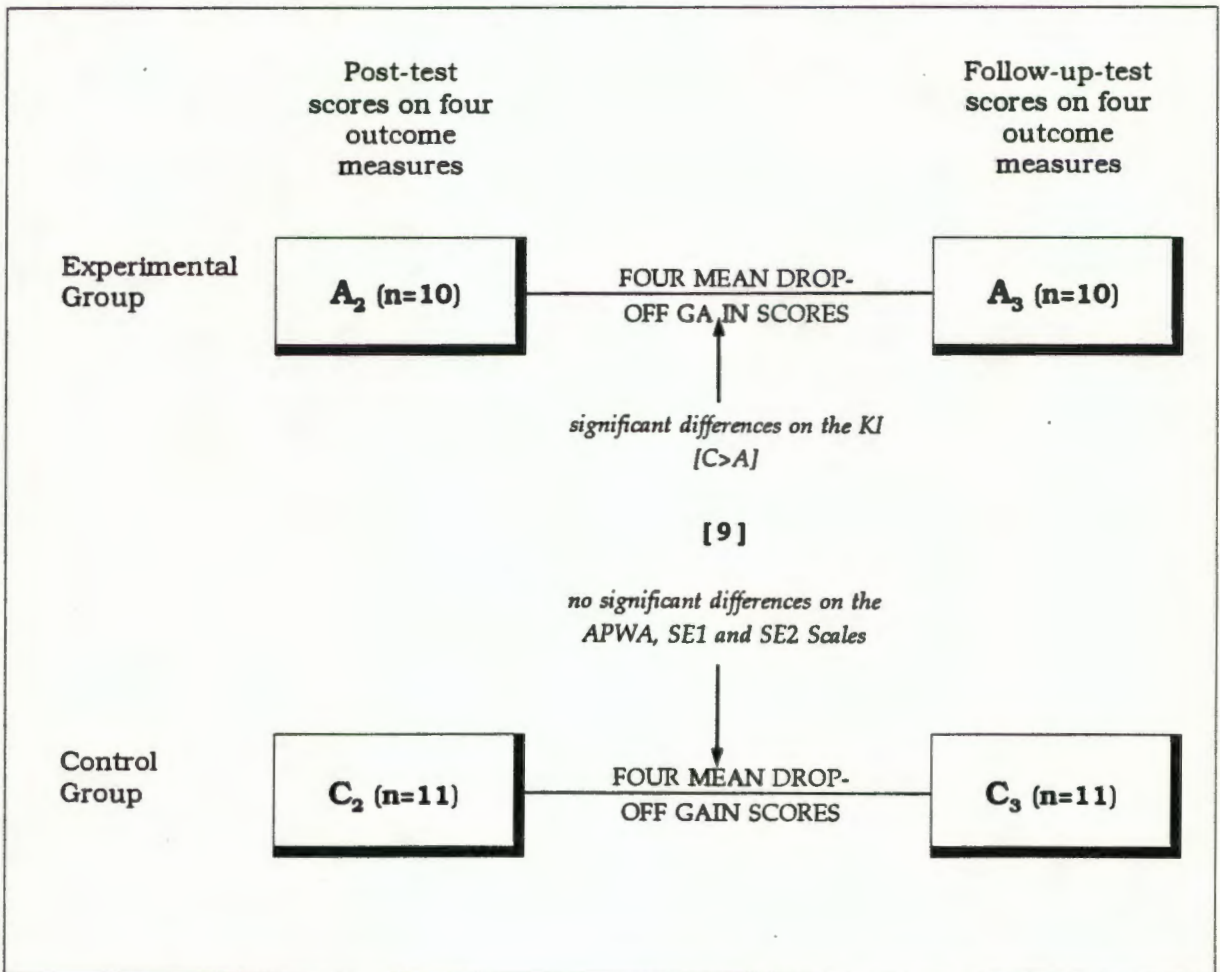 Post-test
scores on four
outcome
measures
Follow-up-test
scores on four
outcome
measures
Experimental
Group
A₂ (n=10)
FOUR MEAN DROP-
OFF GAIN SCORES
A₃ (n=10)
significant differences on the KI
[C>A]
[9]
no significant differences on the
APWA, SE1 and SE2 Scales
Control
Group
C₂ (n=11)
FOUR MEAN DROP-
OFF GAIN SCORES
C₃ (n=11)